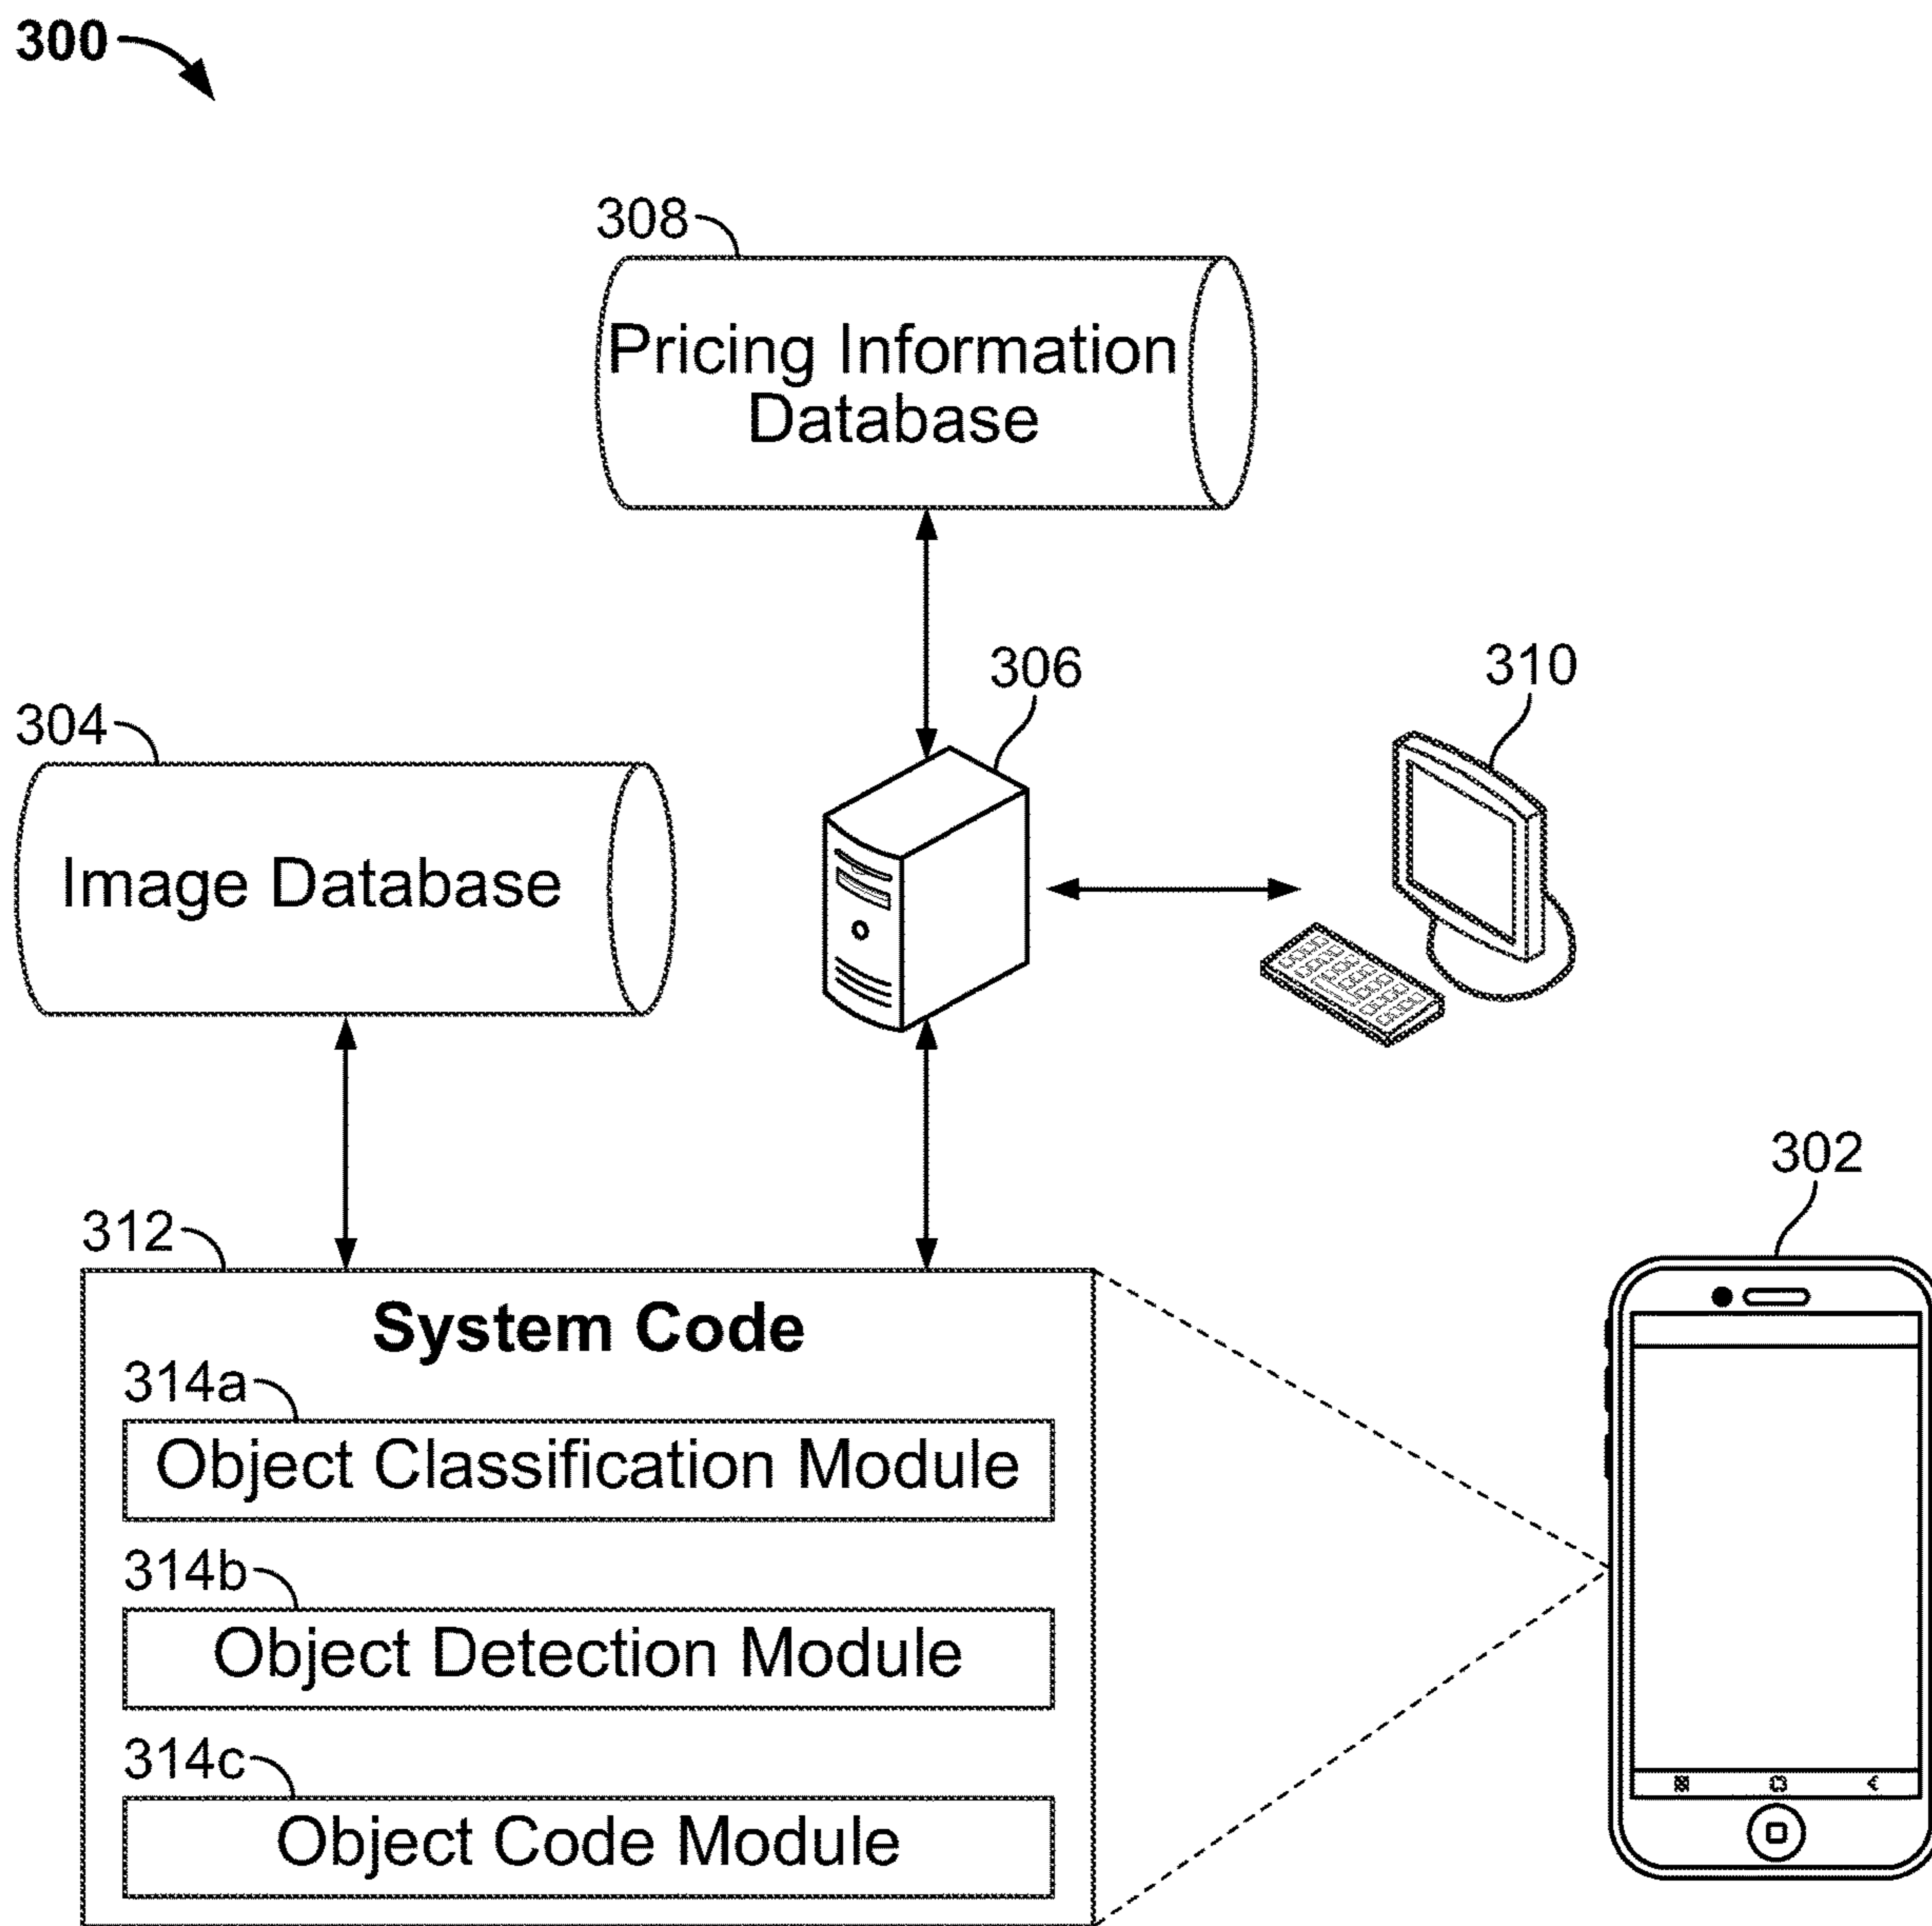 300
308
Pricing Information
Database
306
310
304
Image Database
302
312
System Code
314a
Object Classification Module
314b
Object Detection Module
314c
Object Code Module